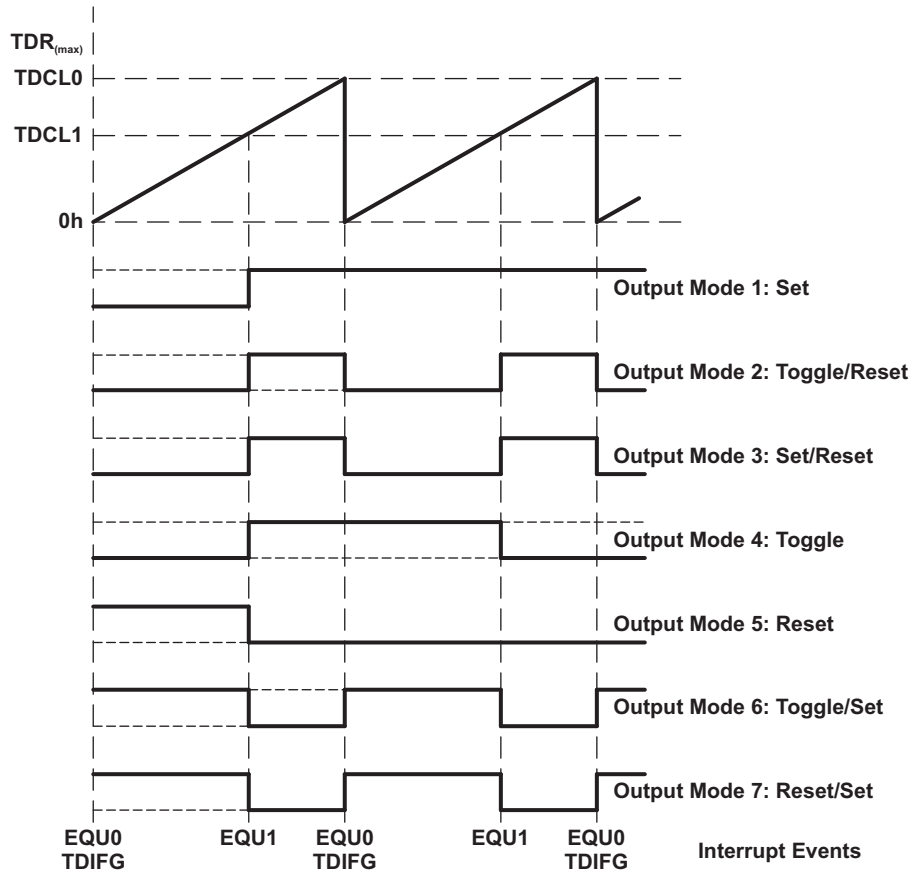 TDR(max)
TDCL0
TDCL1
0h
Output Mode 1: Set
Output Mode 2: Toggle/Reset
Output Mode 3: Set/Reset
Output Mode 4: Toggle
Output Mode 5: Reset
Output Mode 6: Toggle/Set
Output Mode 7: Reset/Set
EQU0 EQU1 EQU0 EQU1 EQU0
TDIFG TDIFG TDIFG
Interrupt Events